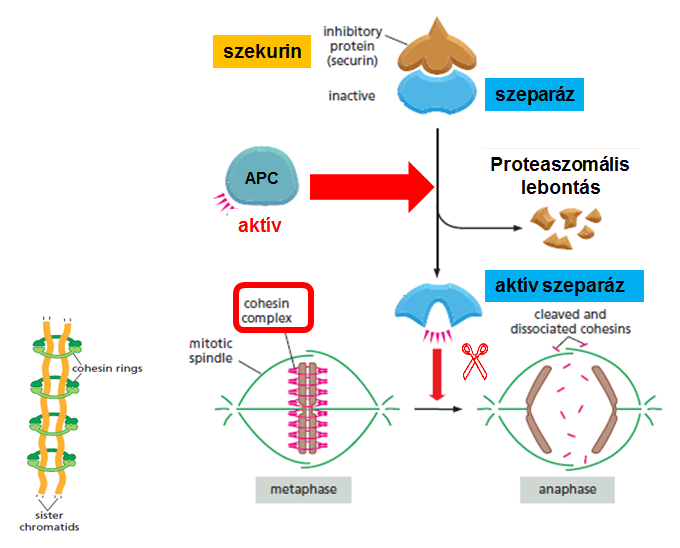 szekurin
inhibitory
protein
(securin)
inactive
szeparáz
APC
aktív
Proteaszomális
lebontás
aktív szeparáz
cohesin
complex
mitotic
spindle
cleaved and
dissociated cohesins
cohesin rings
metaphase
anaphase
sister
chromatids